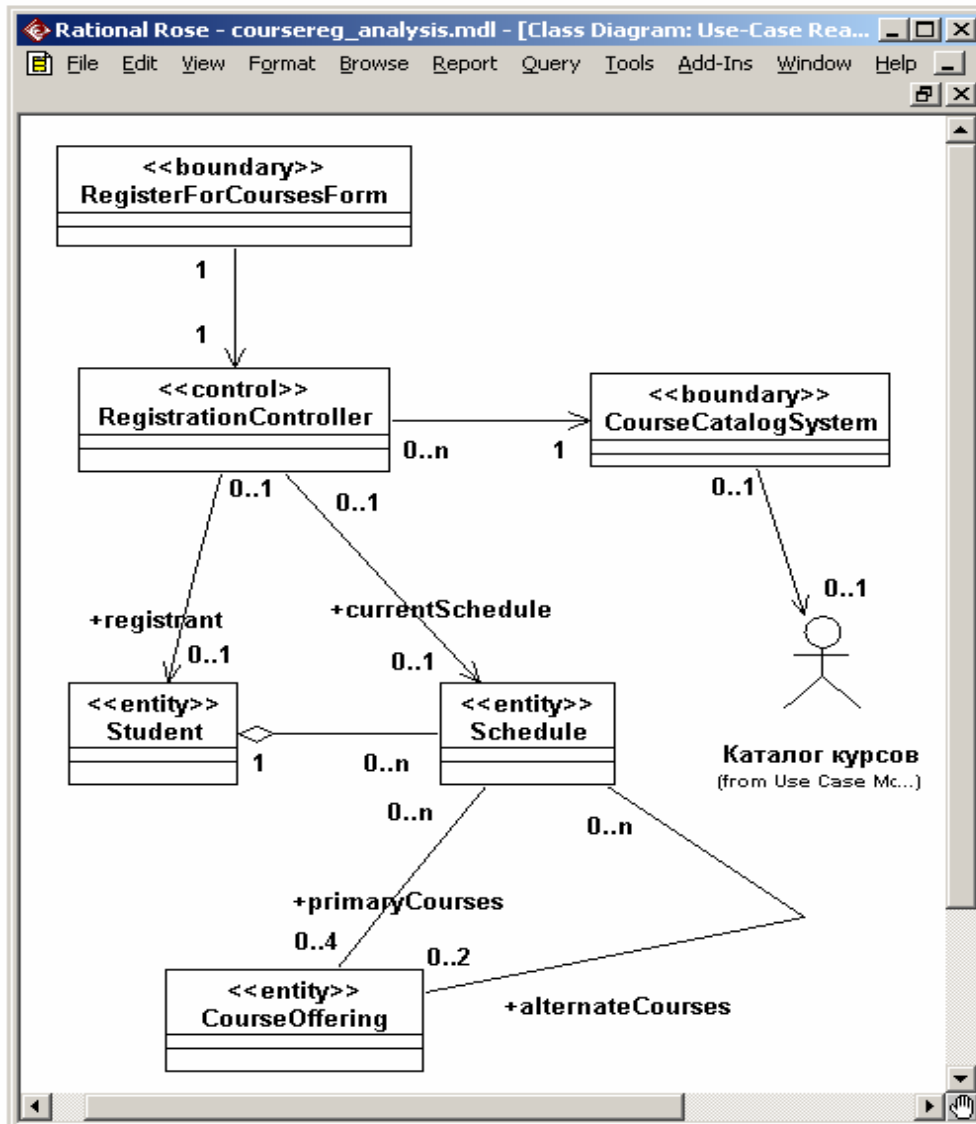 Rational Rose - coursereg_analysis.mdl - [Class Diagram: Use-Case Rea...
File Edit View Format Browse Report Query Tools Add-Ins Window Help
<<boundary>>
RegisterForCoursesForm
1
1
<<control>>
RegistrationController
0..n
1
<<boundary>>
CourseCatalogSystem
0..1
0..1
0..1
0..1
+registrant
+currentSchedule
0..1
0..1
<<entity>>
Student
1
0..n
<<entity>>
Schedule
Каталог курсов
(from Use Case Mc...)
0..n
0..n
+primaryCourses
0..4
0..2
+alternateCourses
<<entity>>
CourseOffering